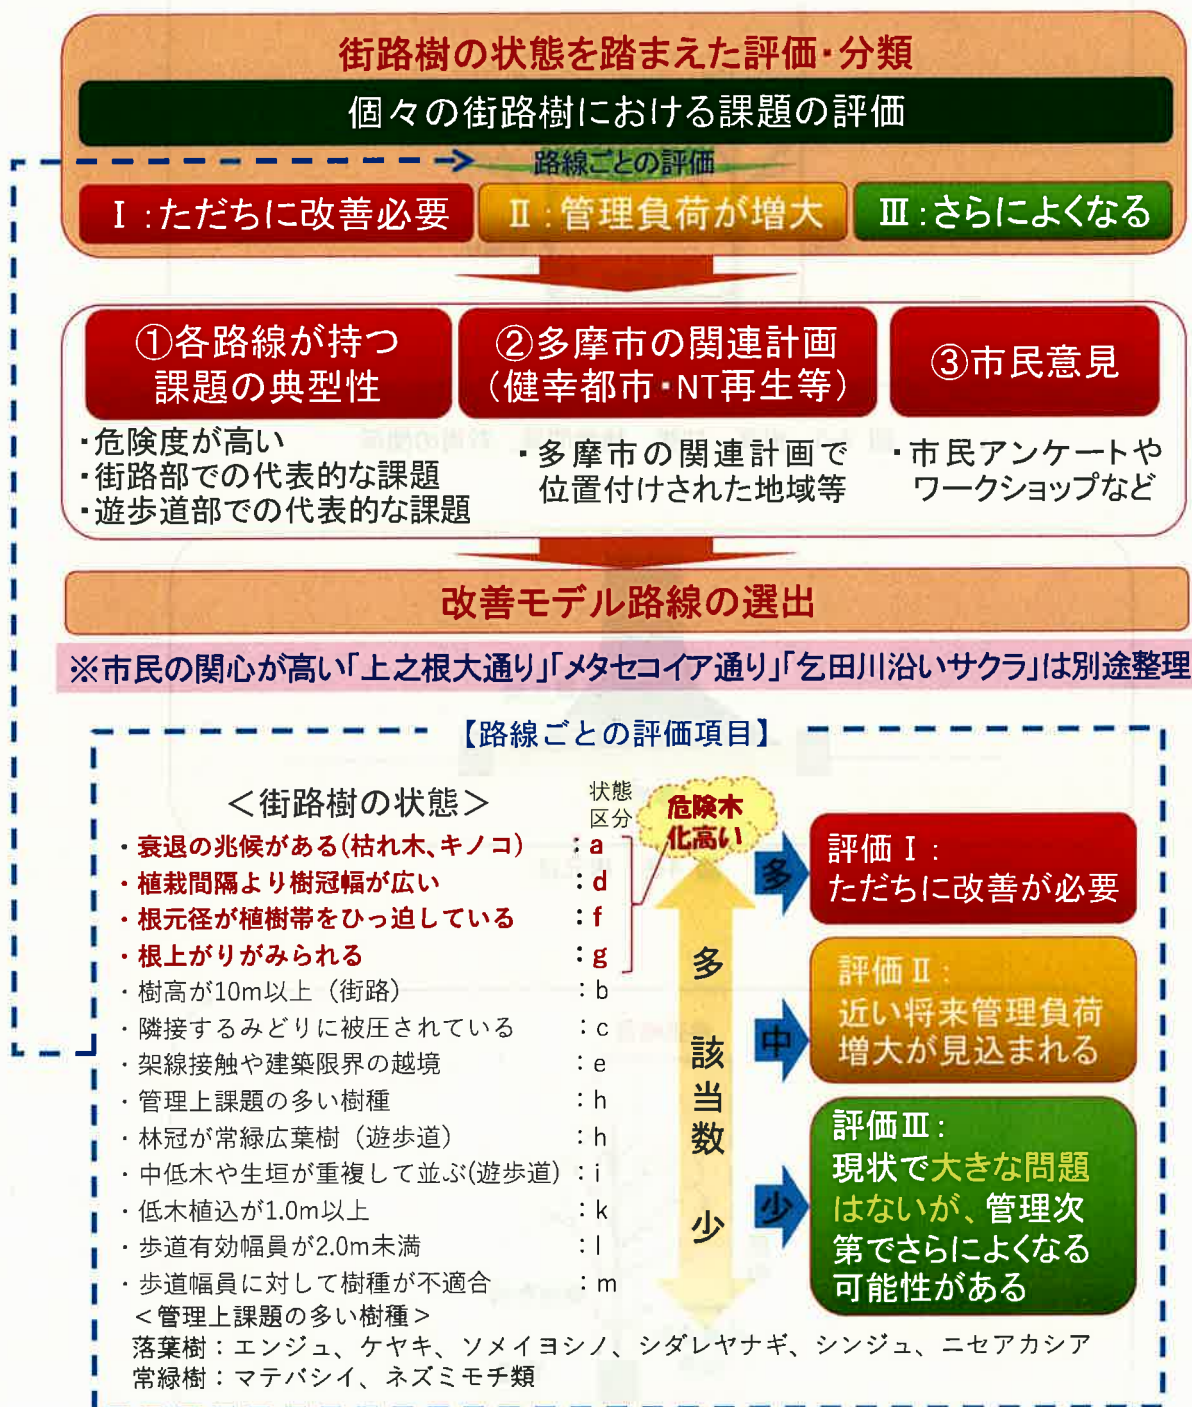 街路樹の状態を踏まえた評価・分類
個々の街路樹における課題の評価
路線ごとの評価
Ⅰ:ただちに改善必要
Ⅱ:管理負荷が増大
Ⅲ:さらによくなる
①各路線が持つ
課題の典型性
②多摩市の関連計画
(健幸都市・NT再生等)
③市民意見
・危険度が高い
・街路部での代表的な課題
・遊歩道部での代表的な課題
・多摩市の関連計画で
位置付けされた地域等
・市民アンケートや
ワークショップなど
改善モデル路線の選出
※市民の関心が高い「上之根大通り」「メタセコイア通り」「乞田川沿いサクラ」は別途整理
【路線ごとの評価項目】
<街路樹の状態>
状態
区分
・衰退の兆候がある(枯れ木、キノコ) :a
・植栽間隔より樹冠幅が広い :d
・根元径が植樹帯をひっ迫している :f
・根上がりがみられる :g
・樹高が10m以上(街路) :b
・隣接するみどりに被圧されている :c
・架線接触や建築限界の越境 :e
・管理上課題の多い樹種 :h
・林冠が常緑広葉樹(遊歩道) :h
・中低木や生垣が重複して並ぶ(遊歩道):i
・低木植込が1.0m以上 :k
・歩道有効幅員が2.0m未満 :l
・歩道幅員に対して樹種が不適合 :m
危険木
化高い
多
該
当
数
少
多
中
少
評価Ⅰ:
ただちに改善が必要
評価Ⅱ:
近い将来管理負荷
増大が見込まれる
評価Ⅲ:
現状で大きな問題
はないが、管理次
第でさらによくなる
可能性がある
<管理上課題の多い樹種>
落葉樹:エンジュ、ケヤキ、ソメイヨシノ、シダレヤナギ、シンジュ、ニセアカシア
常緑樹:マテバシイ、ネズミモチ類